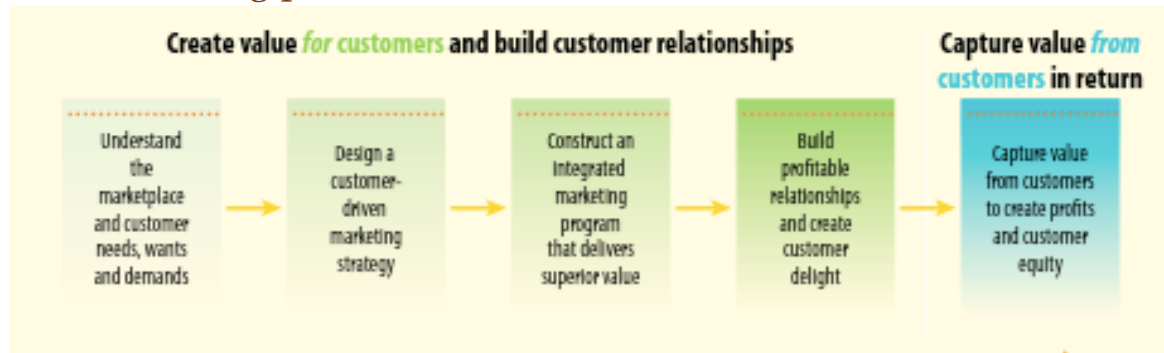 Create value for customers and build customer relationships
Capture value from
customers in return
Understand
the
marketplace
and customer
needs, wants
and demands
Design a
customer-
driven
marketing
strategy
Construct an
integrated
marketing
program
that delivers
superior value
Build
profitable
relationships
and create
customer
delight
Capture value
from customers
to create profits
and customer
equity